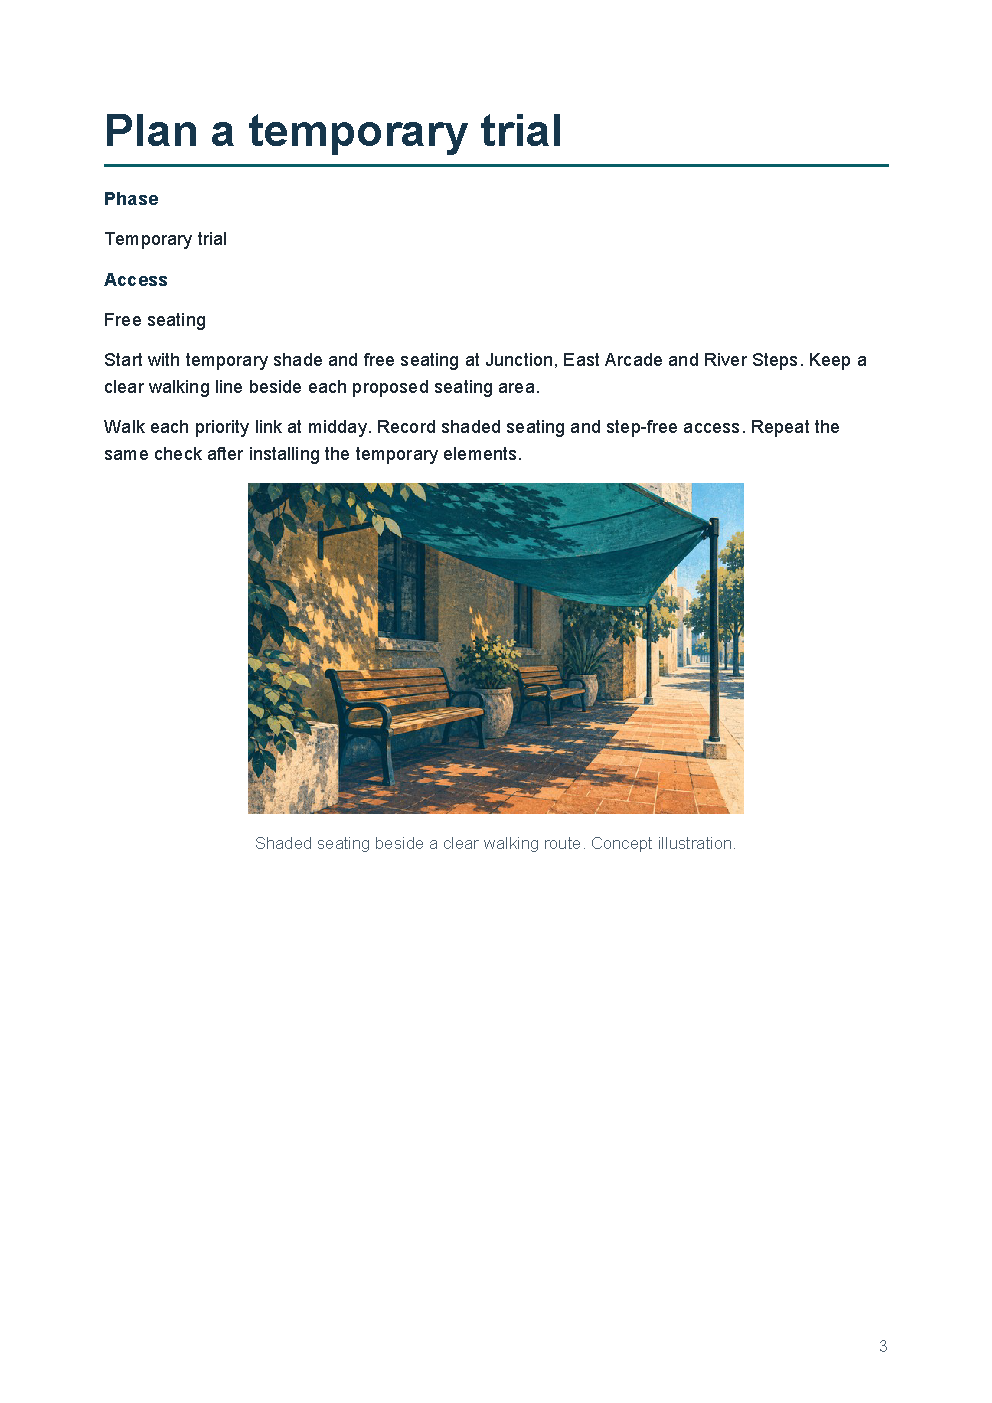 Plan a temporary trial
Phase
Temporary trial
Access
Free seating
Start with temporary shade and free seating at Junction, East Arcade and River Steps. Keep a
clear walking line beside each proposed seating area.
Walk each priority link at midday. Record shaded seating and step-free access. Repeat the
same check after installing the temporary elements.
Shaded seating beside a clear walking route. Concept illustration.
3